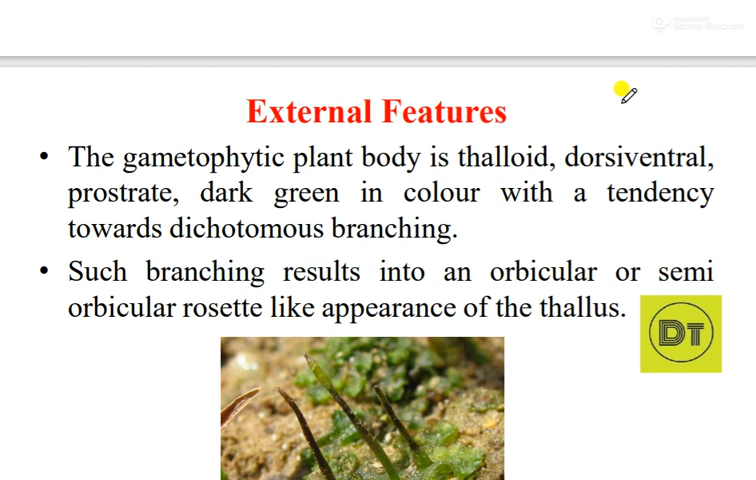 External Features
• The gametophytic plant body is thalloid, dorsiventral,
prostrate, dark green in colour with a tendency
towards dichotomous branching.
• Such branching results into an orbicular or semi
orbicular rosette like appearance of the thallus.
DT